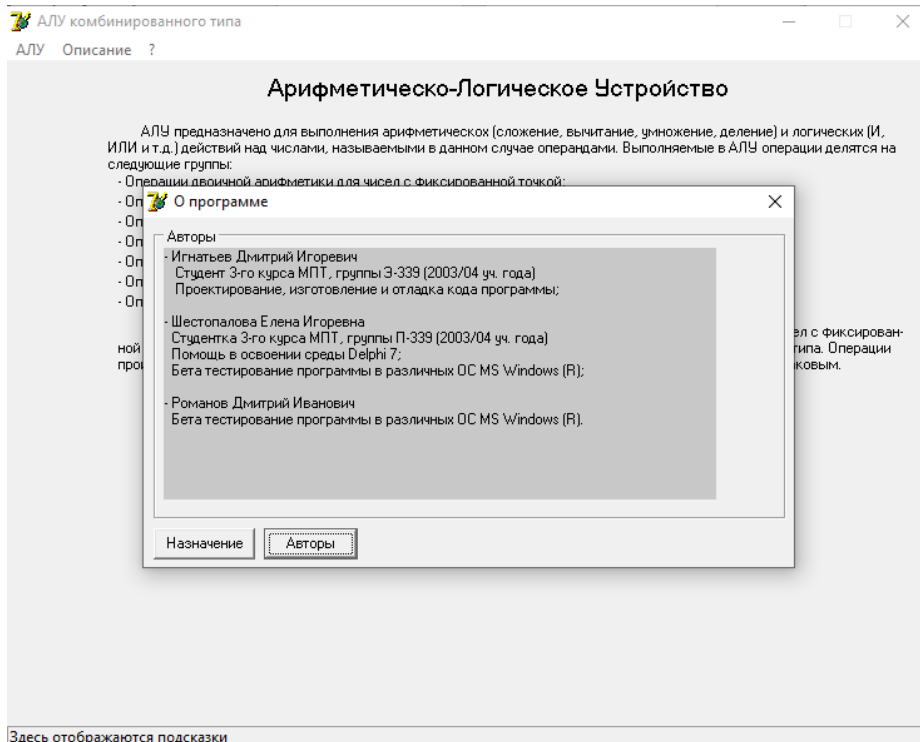 АЛУ комбинированного типа
АЛУ Описание ?
Арифметическо-Логическое Устройство
АЛУ предназначено для выполнения арифметическох (сложение, вычитание, умножение, деление) и логических (И,
ИЛИ и т.д.) действий над числами, называемыми в данном случае операндами. Выполняемые в АЛУ операции делятся на
следующие группы:
- Операции двоичной арифметики для чисел с фиксированной точкой;
- Оп
- Оп
- Оп
- Оп
- Оп
- Оп
ел с фиксирован-
ной
типа. Операции
прои
ковым.
О программе
Авторы
- Игнатьев Дмитрий Игоревич
Студент 3-го курса МПТ, группы Э-339 (2003/04 уч. года)
Проектирование, изготовление и отладка кода программы;
- Шестопалова Елена Игоревна
Студентка 3-го курса МПТ, группы П-339 (2003/04 уч. года)
Помощь в освоении среды Delphi 7;
Бета тестирование программы в различных ОС MS Windows (R);
- Романов Дмитрий Иванович
Бета тестирование программы в различных ОС MS Windows (R).
Назначение Авторы
Здесь отображаются подсказки